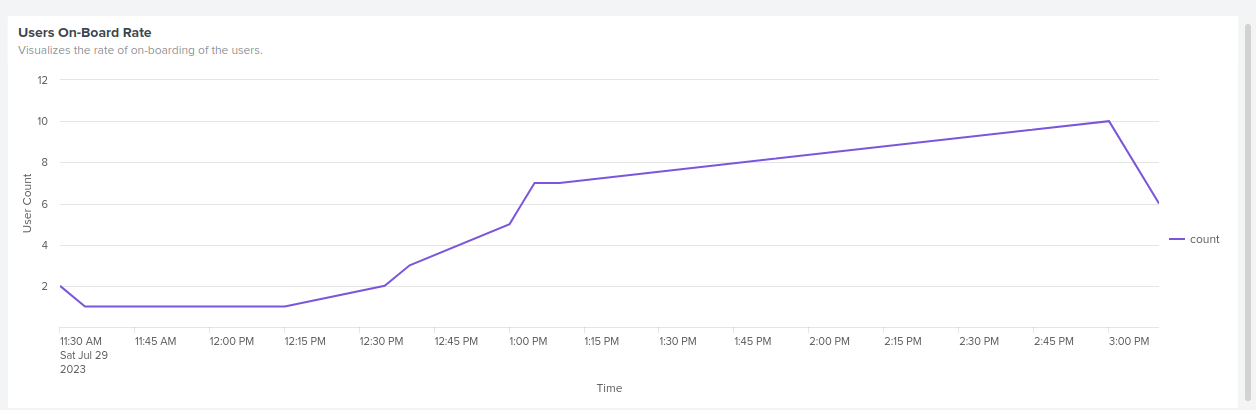 Users On-Board Rate
Visualizes the rate of on-boarding of the users.
12
10
8
6
4
2
User Count
count
11:30 AM 11:45 AM 12:00 PM 12:15 PM 12:30 PM 12:45 PM 1:00 PM 1:15 PM 1:30 PM 1:45 PM 2:00 PM 2:15 PM 2:30 PM 2:45 PM 3:00 PM
Sat Jul 29
2023
Time